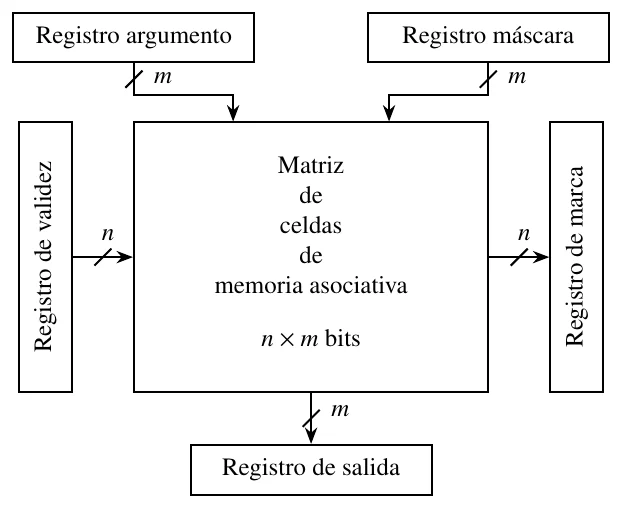 Registro argumento
Registro máscara
m
m
Matriz
de
celdas
de
memoria asociativa
n × m bits
Registro de validez
n
n
Registro de marca
m
Registro de salida